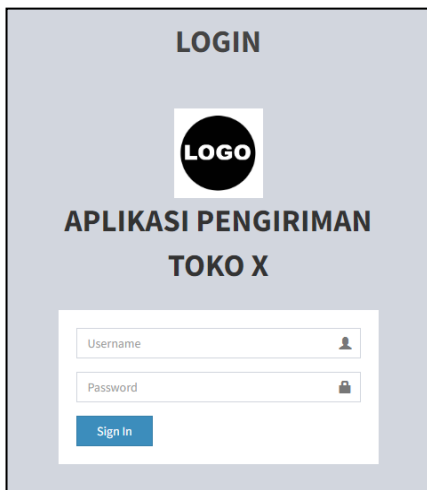 LOGIN
LOGO
APLIKASI PENGIRIMAN
TOKO X
Username
Password
Sign In